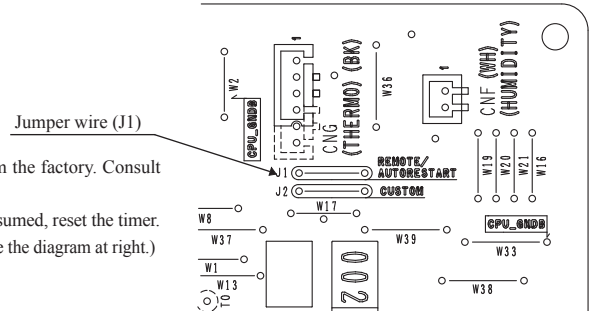 Jumper wire (J1)
m the factory. Consult
sumed, reset the timer.
e the diagram at right.)
1
W2
CPU_GNDB
CNG
(THERMO) (BK)
W36
1
CNF (WH)
(HUMIDITY)
J1
REMOTE/
AUTORESTART
J2
CUSTOM
W19
W20
W21
W16
W17
W8
W37
W39
CPU_GNDB
W33
W1
W13
TO
002
W38